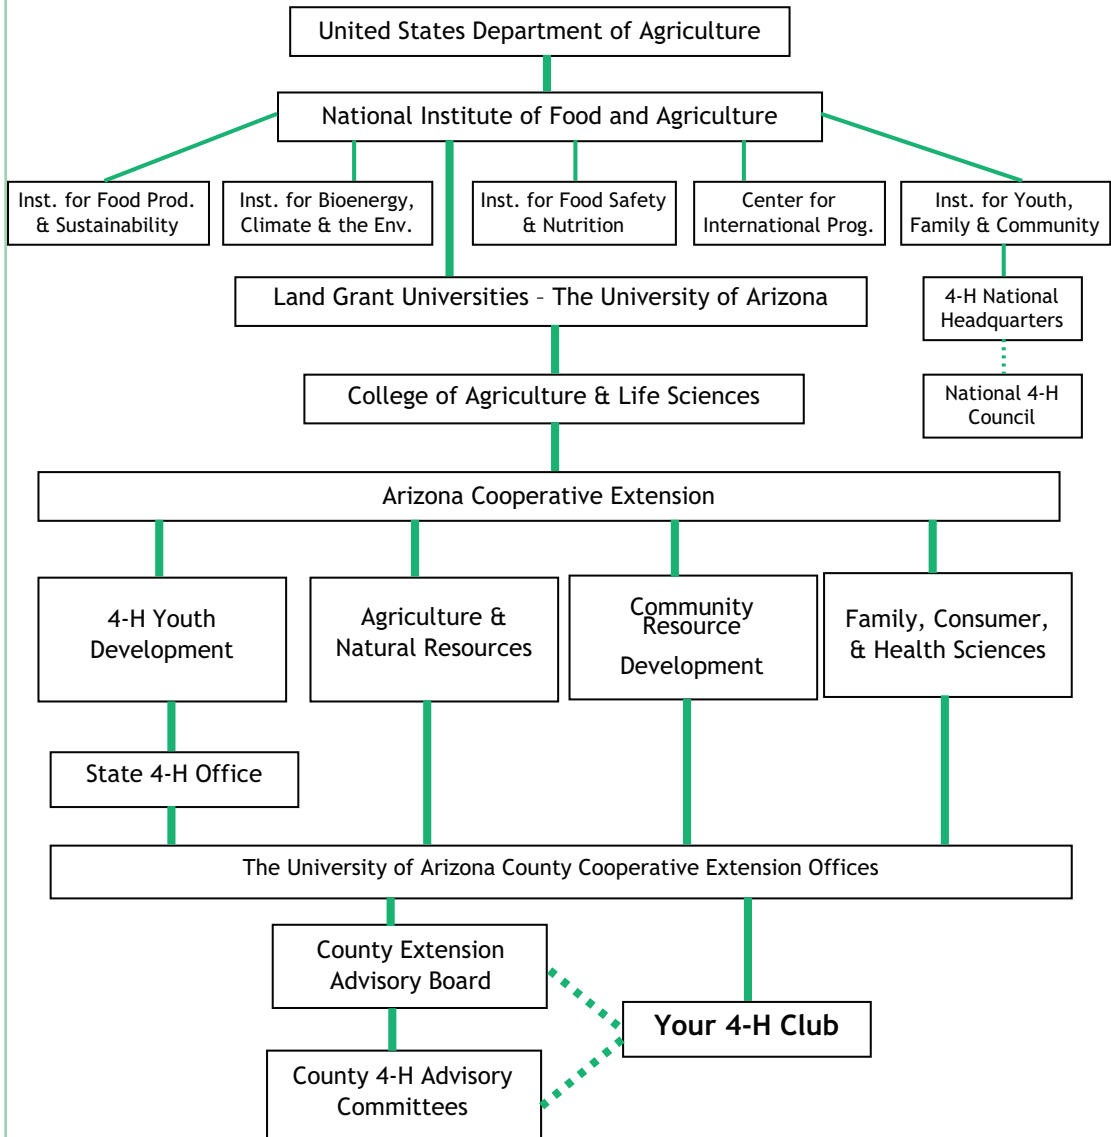 United States Department of Agriculture
National Institute of Food and Agriculture
Inst. for Food Prod.
& Sustainability
Inst. for Bioenergy,
Climate & the Env.
Inst. for Food Safety
& Nutrition
Center for
International Prog.
Inst. for Youth,
Family & Community
Land Grant Universities – The University of Arizona
4-H National
Headquarters
College of Agriculture & Life Sciences
National 4-H
Council
Arizona Cooperative Extension
4-H Youth
Development
Agriculture &
Natural Resources
Community
Resource
Development
Family, Consumer,
& Health Sciences
State 4-H Office
The University of Arizona County Cooperative Extension Offices
County Extension
Advisory Board
Your 4-H Club
County 4-H Advisory
Committees